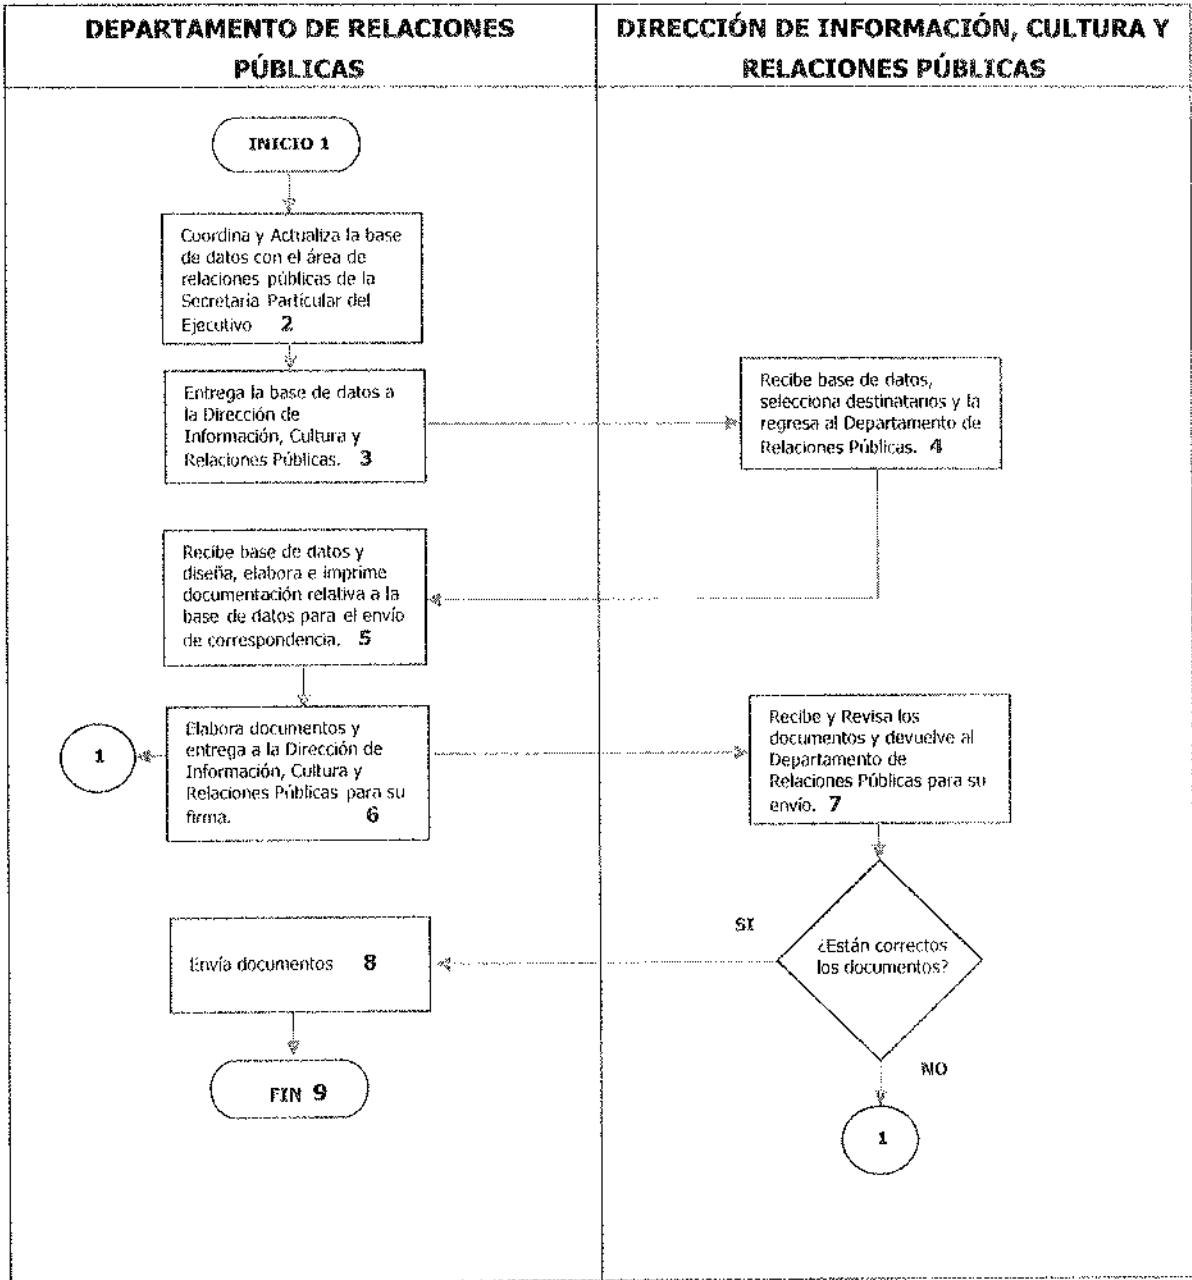 DEPARTAMENTO DE RELACIONES
PÚBLICAS
DIRECCIÓN DE INFORMACIÓN, CULTURA Y
RELACIONES PÚBLICAS
INICIO 1
Coordina y Actualiza la base
de datos con el área de
relaciones públicas de la
Secretaria Particular del
Ejecutivo 2
Entrega la base de datos a
la Dirección de
Información, Cultura y
Relaciones Públicas. 3
Recibe base de datos,
selecciona destinatarios y la
regresa al Departamento de
Relaciones Públicas. 4
Recibe base de datos y
diseña, elabora e imprime
documentación relativa a la
base de datos para el envío
de correspondencia. 5
1
Elabora documentos y
entrega a la Dirección de
Información, Cultura y
Relaciones Públicas para su
firma. 6
Recibe y Revisa los
documentos y devuelve al
Departamento de
Relaciones Públicas para su
envío. 7
SI
¿Están correctos
los documentos?
Envía documentos 8
NO
FIN 9
1